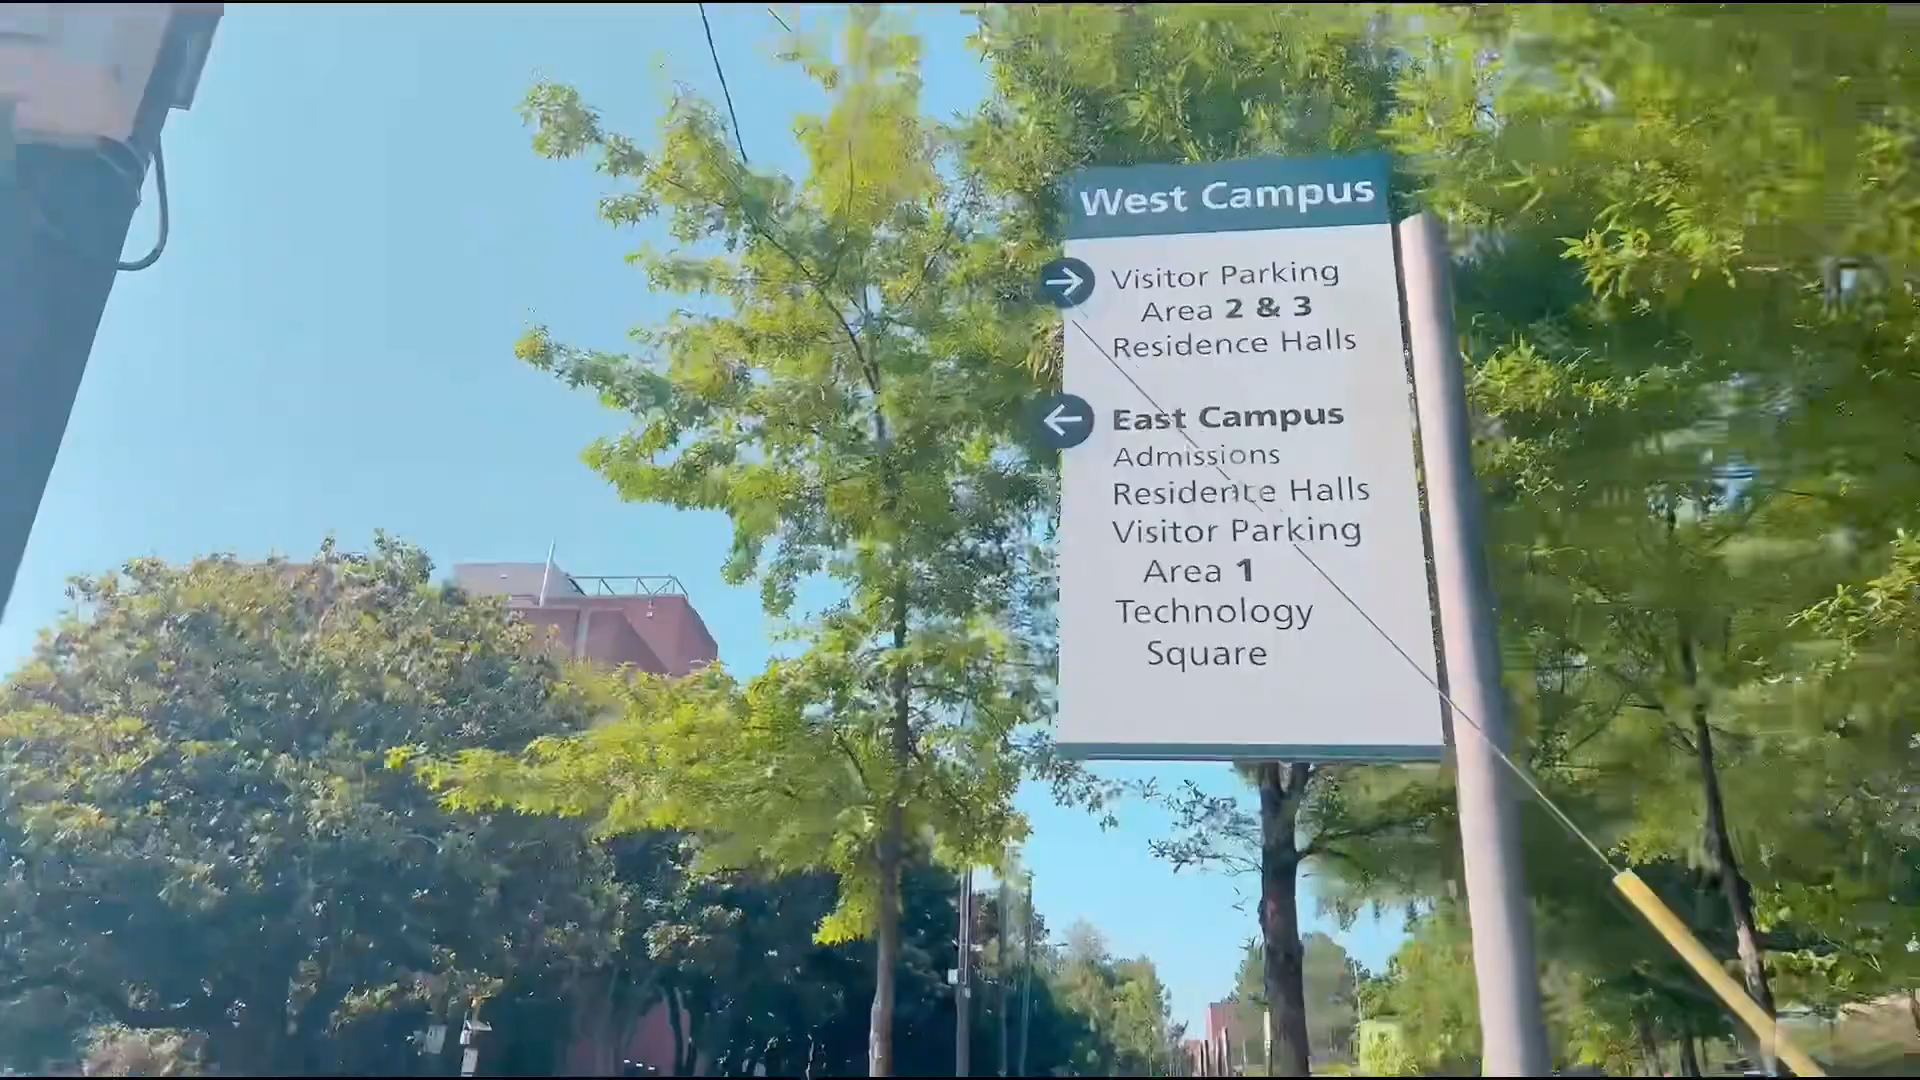 West Campus
Visitor Parking
Area 2 & 3
Residence Halls
East Campus
Admissions
Residence Halls
Visitor Parking
Area 1
Technology
Square